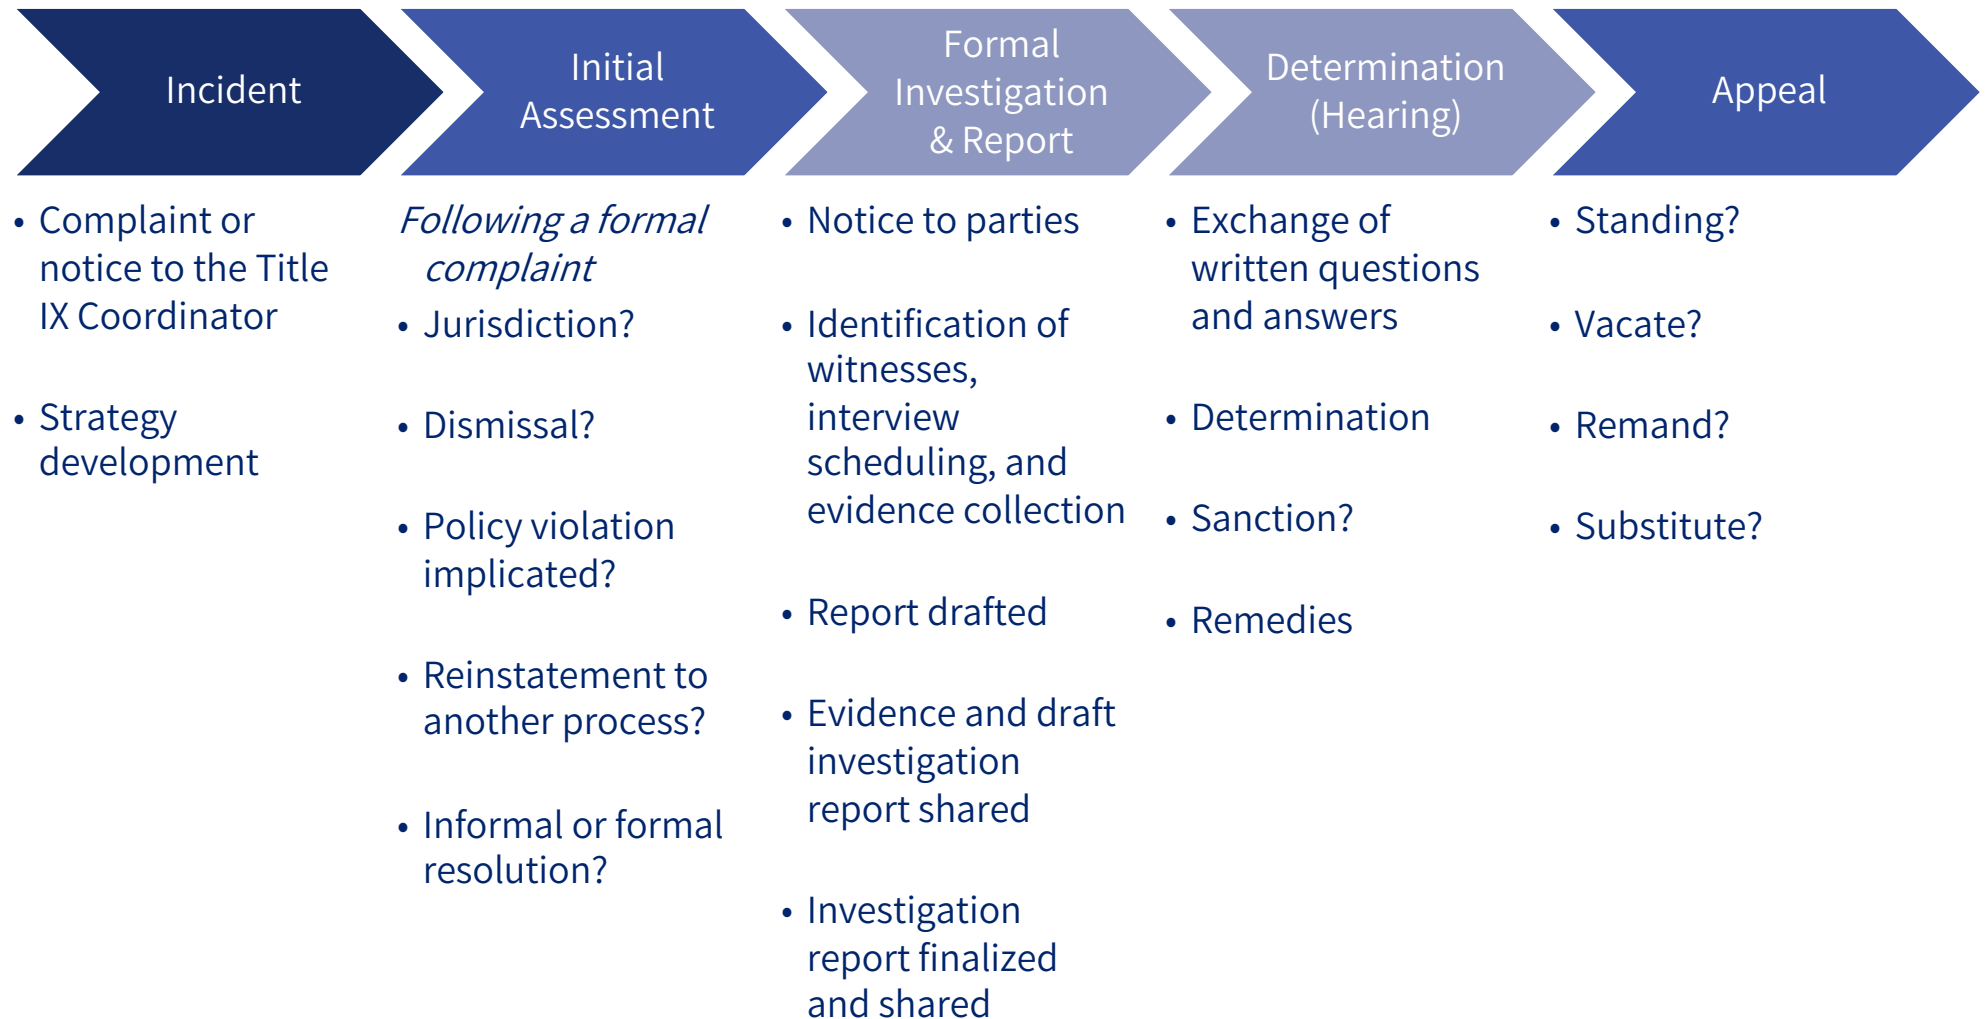 Incident
Initial
Assessment
Formal
Investigation
& Report
Determination
(Hearing)
Appeal
• Complaint or
notice to the Title
IX Coordinator
• Strategy
development
Following a formal
complaint
• Jurisdiction?
• Dismissal?
• Policy violation
implicated?
• Reinstatement to
another process?
• Informal or formal
resolution?
• Notice to parties
• Identification of
witnesses,
interview
scheduling, and
evidence collection
• Report drafted
• Evidence and draft
investigation
report shared
• Investigation
report finalized
and shared
• Exchange of
written questions
and answers
• Determination
• Sanction?
• Remedies
• Standing?
• Vacate?
• Remand?
• Substitute?